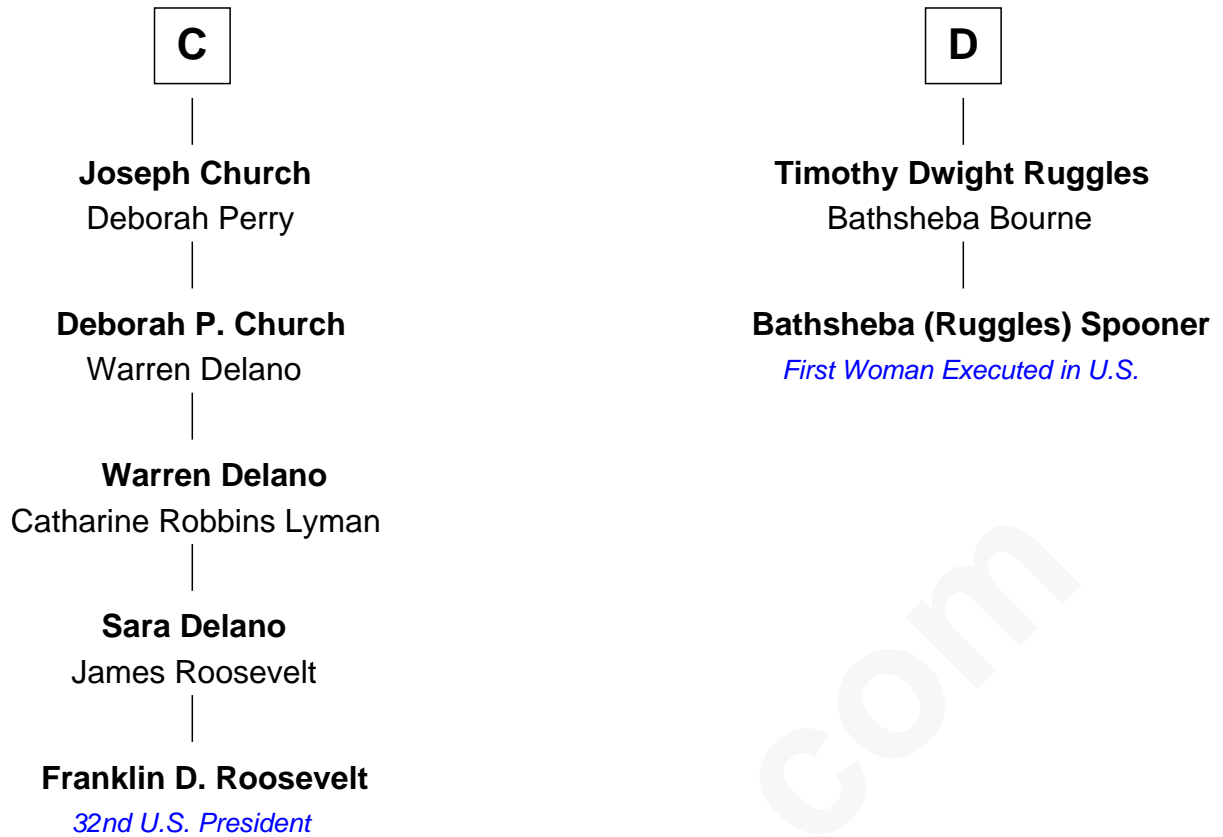 C
Joseph Church
Deborah Perry
Deborah P. Church
Warren Delano
Warren Delano
Catharine Robbins Lyman
Sara Delano
James Roosevelt
Franklin D. Roosevelt
32nd U.S. President
D
Timothy Dwight Ruggles
Bathsheba Bourne
Bathsheba (Ruggles) Spooner
First Woman Executed in U.S.
com